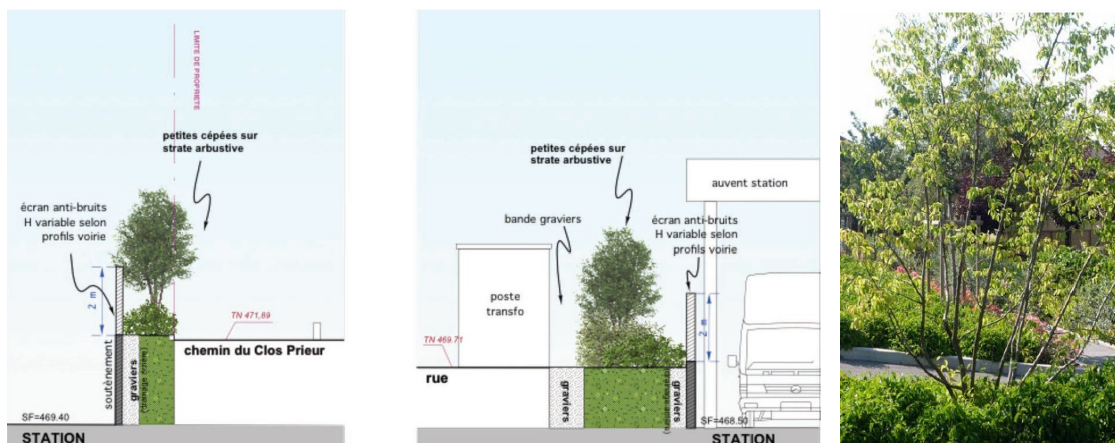 LIMITE DE PROPRIETE
petites cépées sur
strate arbustive
écran anti-bruits
H variable selon
profils voirie
2 m
TN 471,89
chemin du Clos Prieur
soutènement
graviers
SF=469.40
STATION
petites cépées sur
strate arbustive
auvent station
bande graviers
écran anti-bruits
H variable selon
profils voirie
poste
transfo
2 m
TN 469.71
rue
graviers
graviers
SF=468.50
STATION